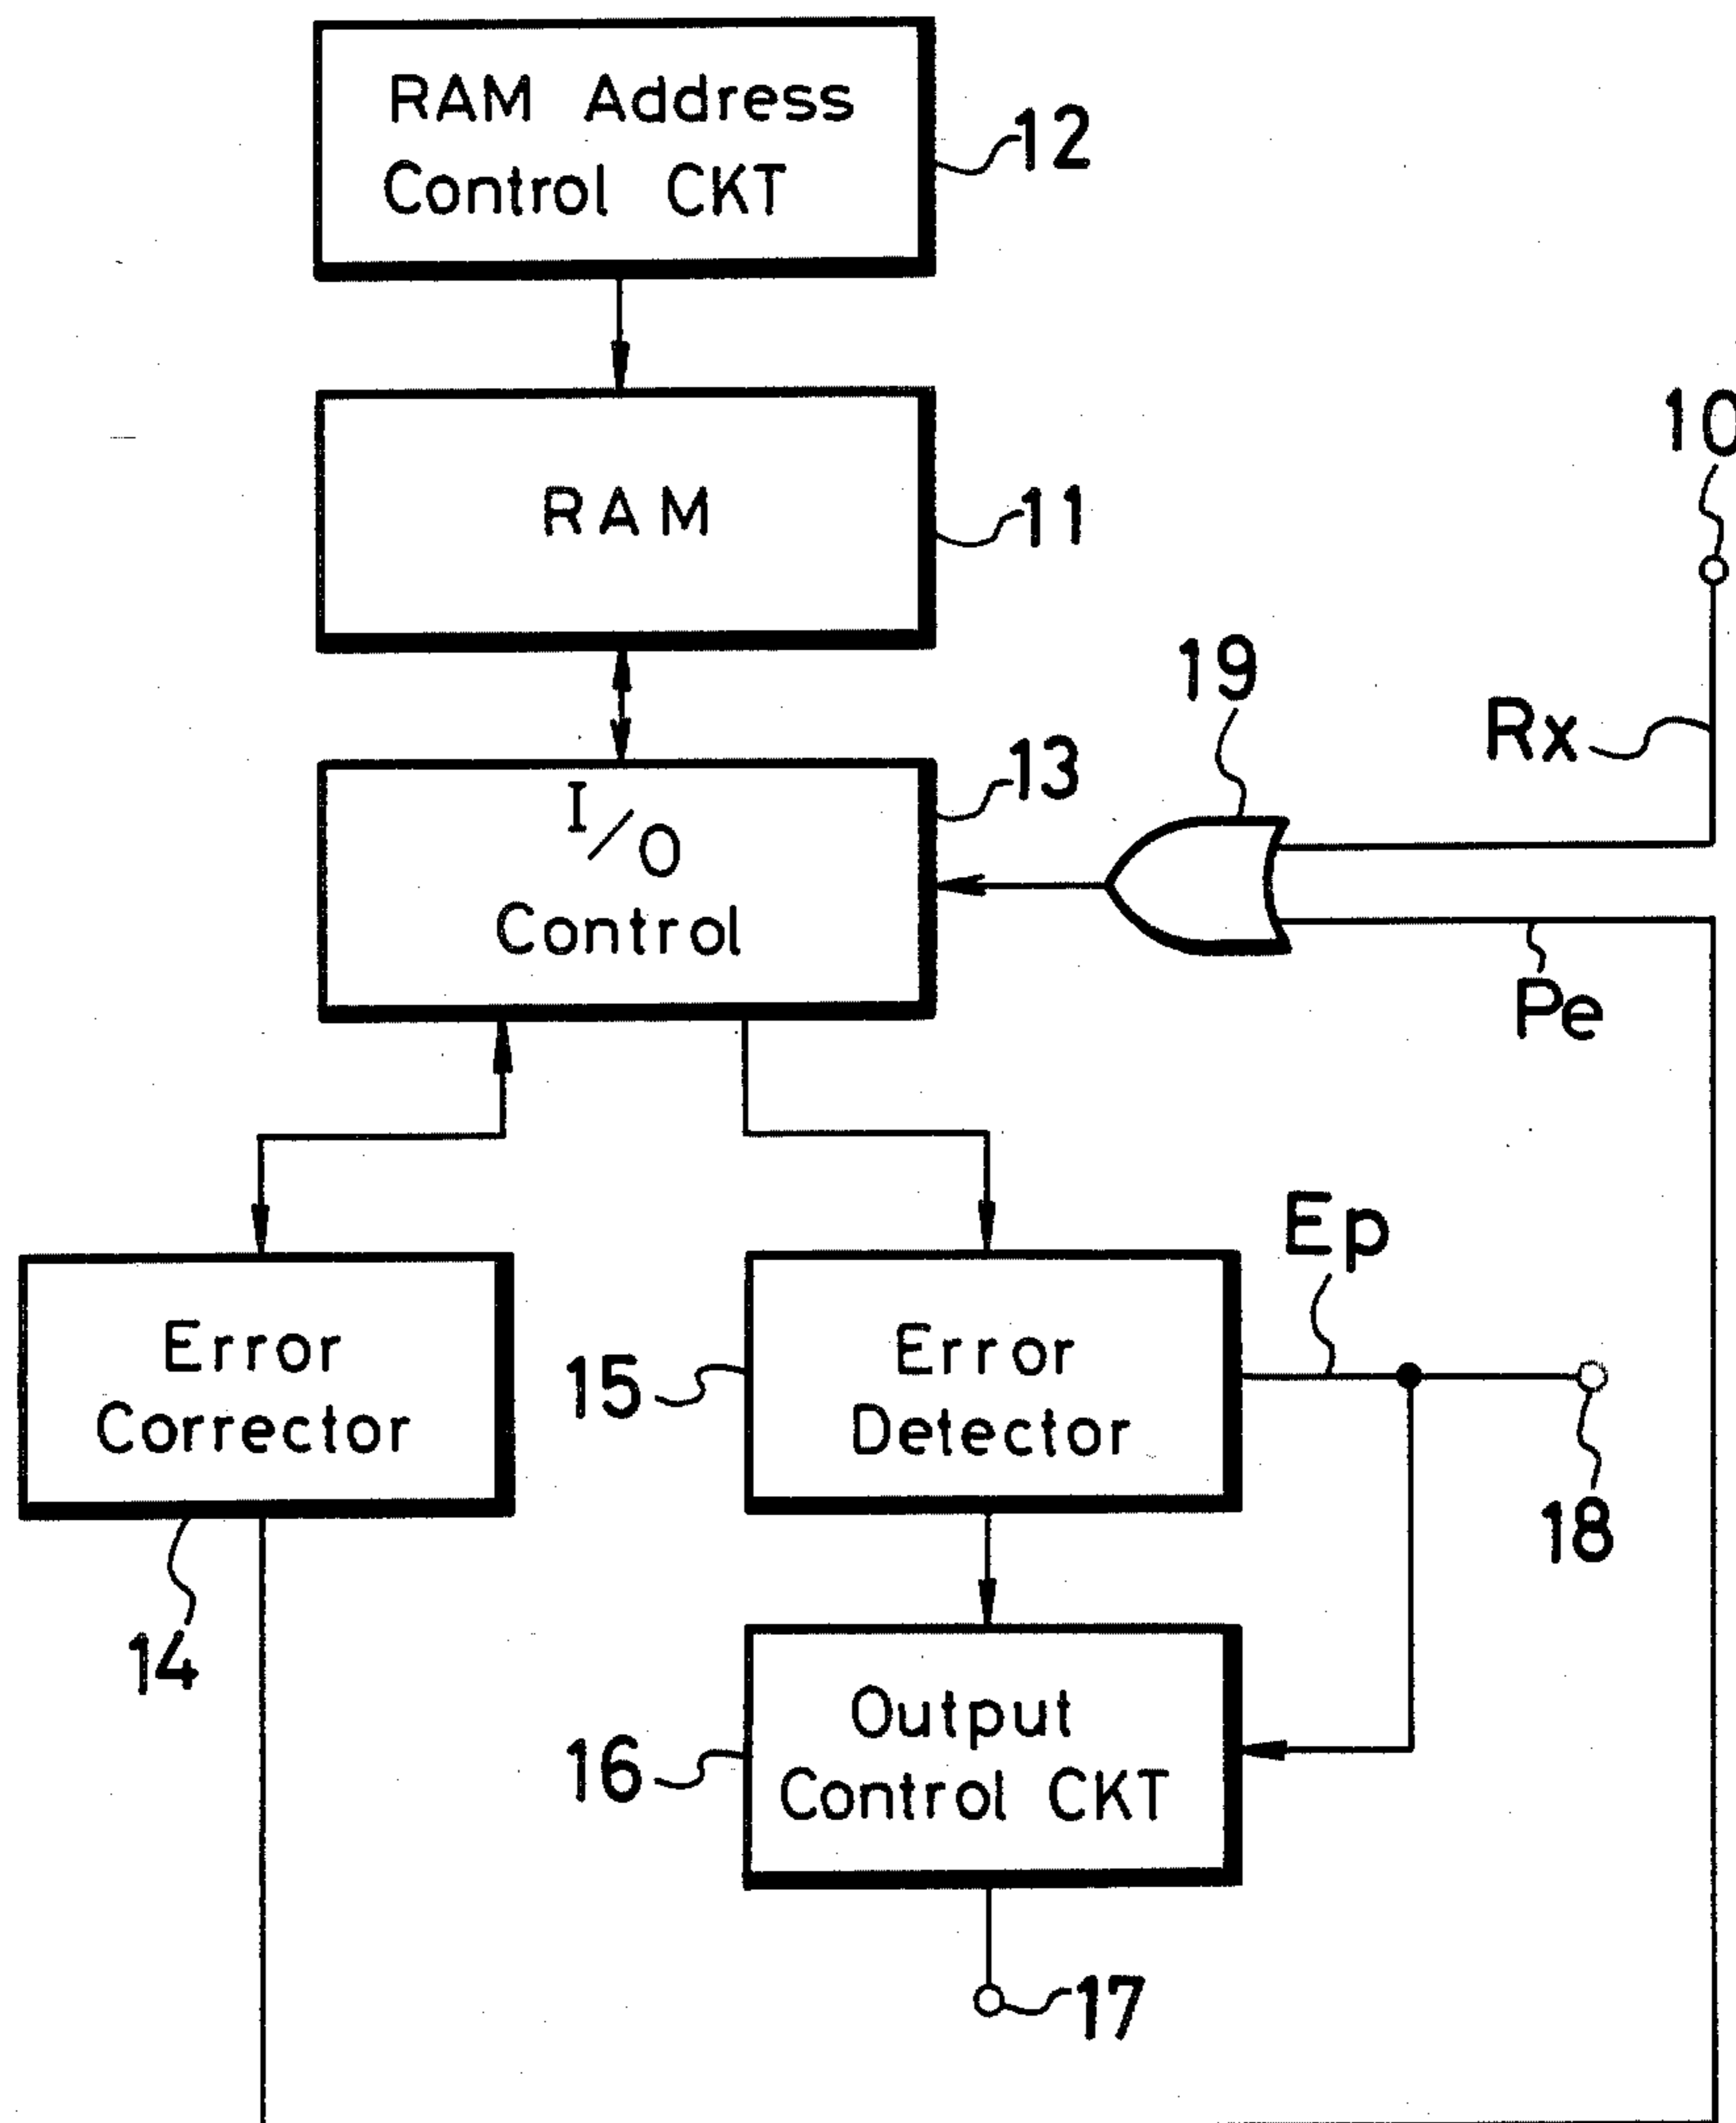 RAM Address
Control CKT
12
RAM
11
10
19
Rx
13
I/O
Control
Pe
Ep
Error
Corrector
15
Error
Detector
18
14
Output
Control CKT
16
17